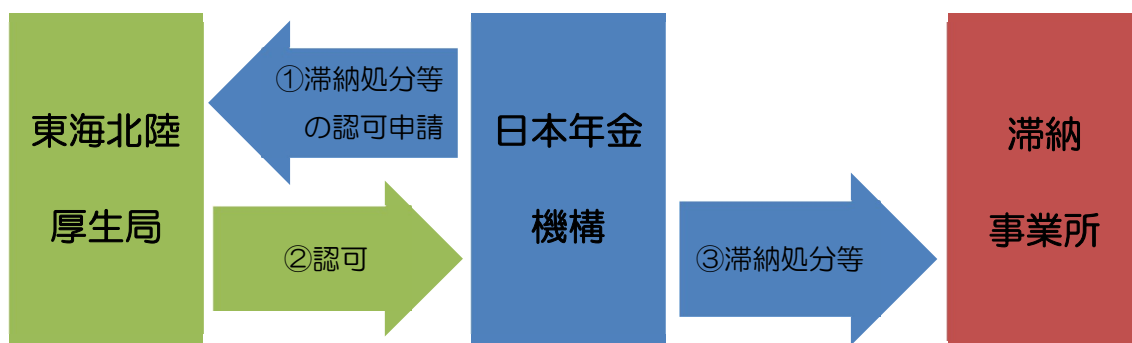 東海北陸
厚生局
①滞納処分等
の認可申請
②認可
日本年金
機構
③滞納処分等
滞納
事業所